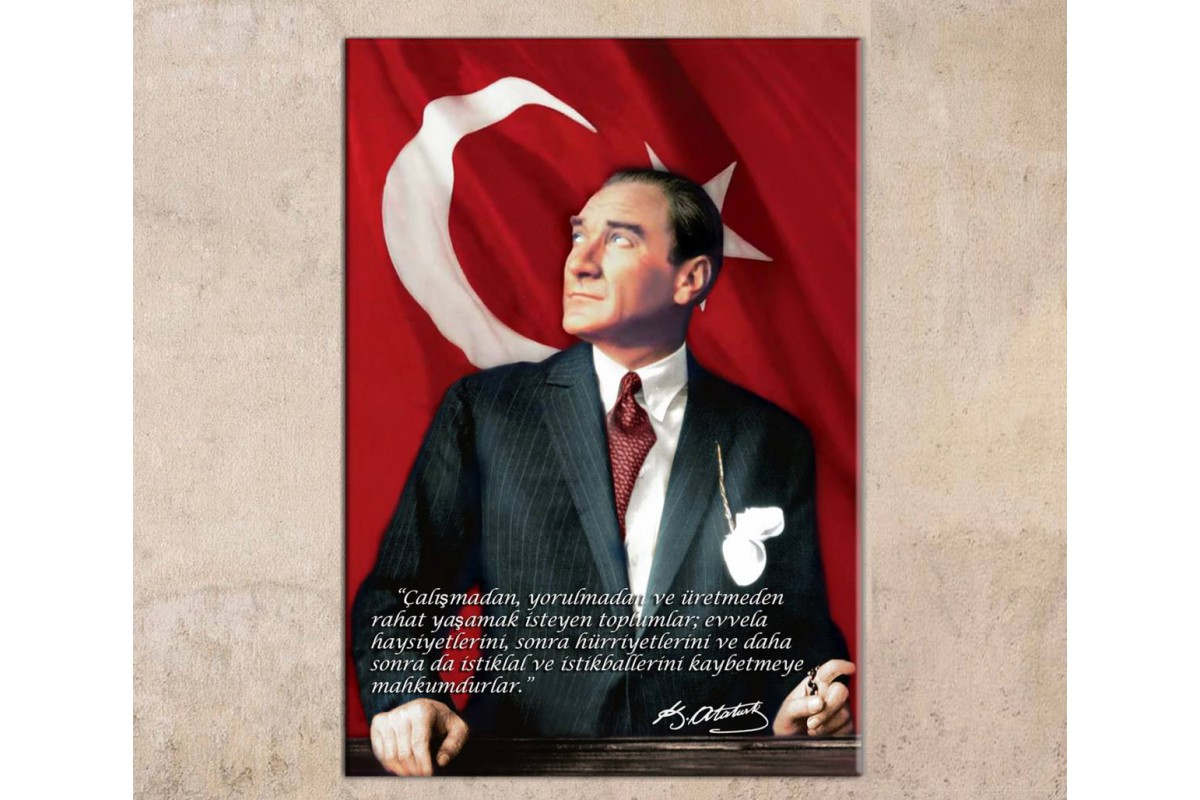 “Çalışmadan, yorulmadan ve üretmeden
rahat yaşamak isteyen toplumlar; evvela
haysiyetlerini, sonra hürriyetlerini ve daha
sonra da istiklal ve istikballerini kaybetmeye
mahkumdurlar.”
K. Atatürk